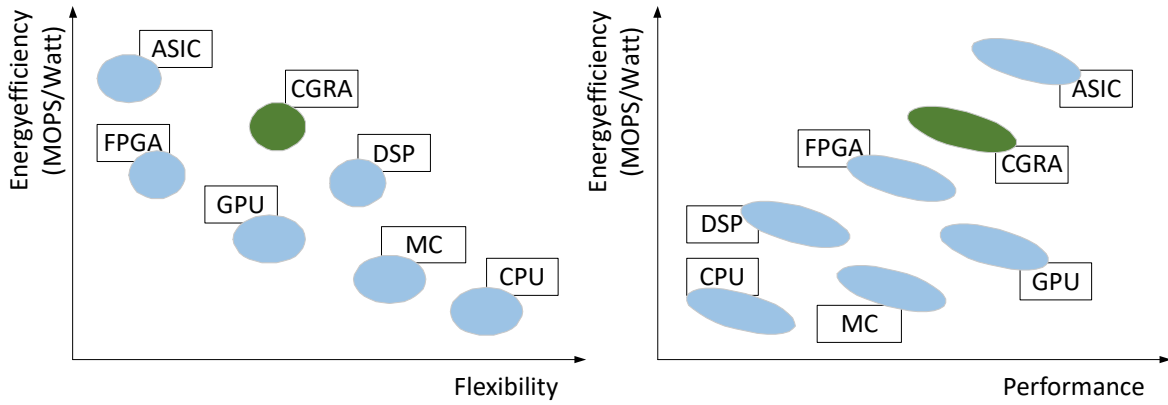 Energyefficiency
(MOPS/Watt)
ASIC
CGRA
FPGA
DSP
GPU
MC
CPU
Flexibility
Energyefficiency
(MOPS/Watt)
ASIC
FPGA
CGRA
DSP
CPU
GPU
MC
Performance